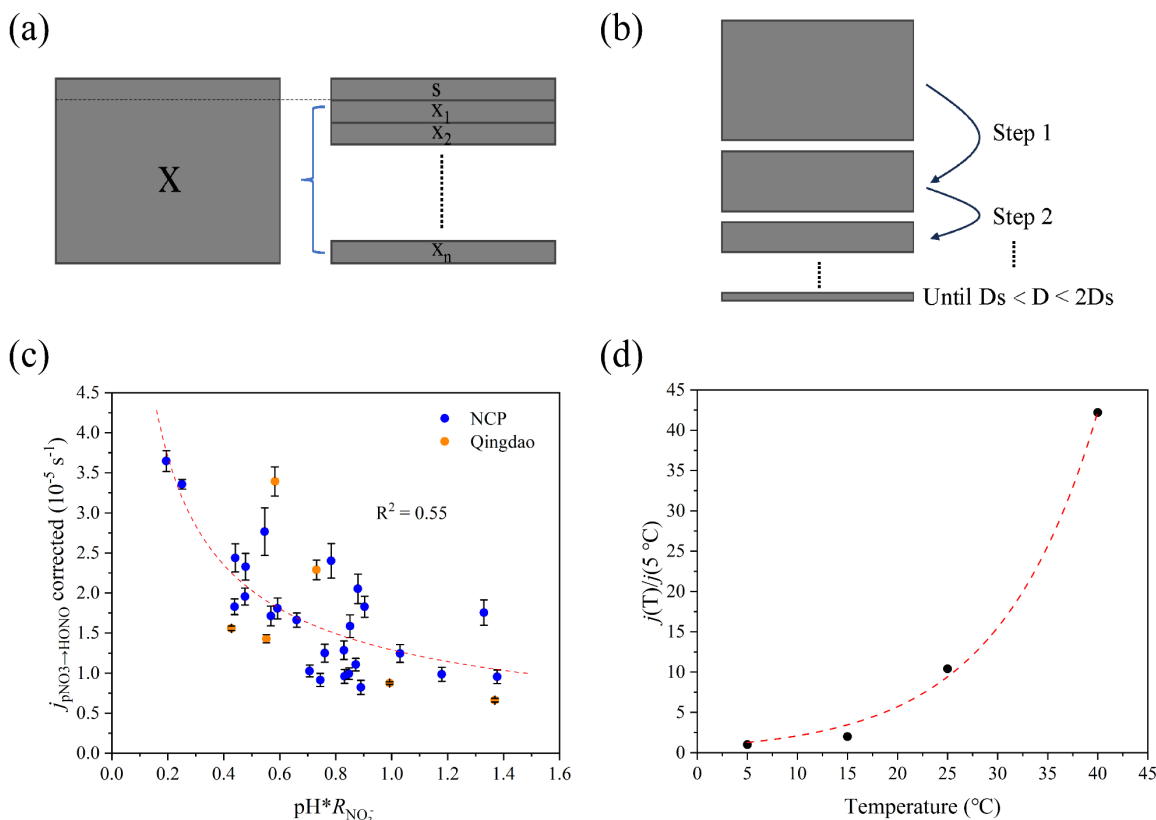 (a)
X
s
x1
x2
xn
(b)
Step 1
Step 2
Until Ds < D < 2Ds
(c)
jpNO3→HONO corrected (10-5 s-1)
4.5
4.0
3.5
3.0
2.5
2.0
1.5
1.0
0.5
0.0
NCP
Qingdao
R2 = 0.55
0.0 0.2 0.4 0.6 0.8 1.0 1.2 1.4 1.6
pH*RNO3-
(d)
j(T)/j(5 °C)
45
40
35
30
25
20
15
10
5
0
0 5 10 15 20 25 30 35 40 45
Temperature (°C)